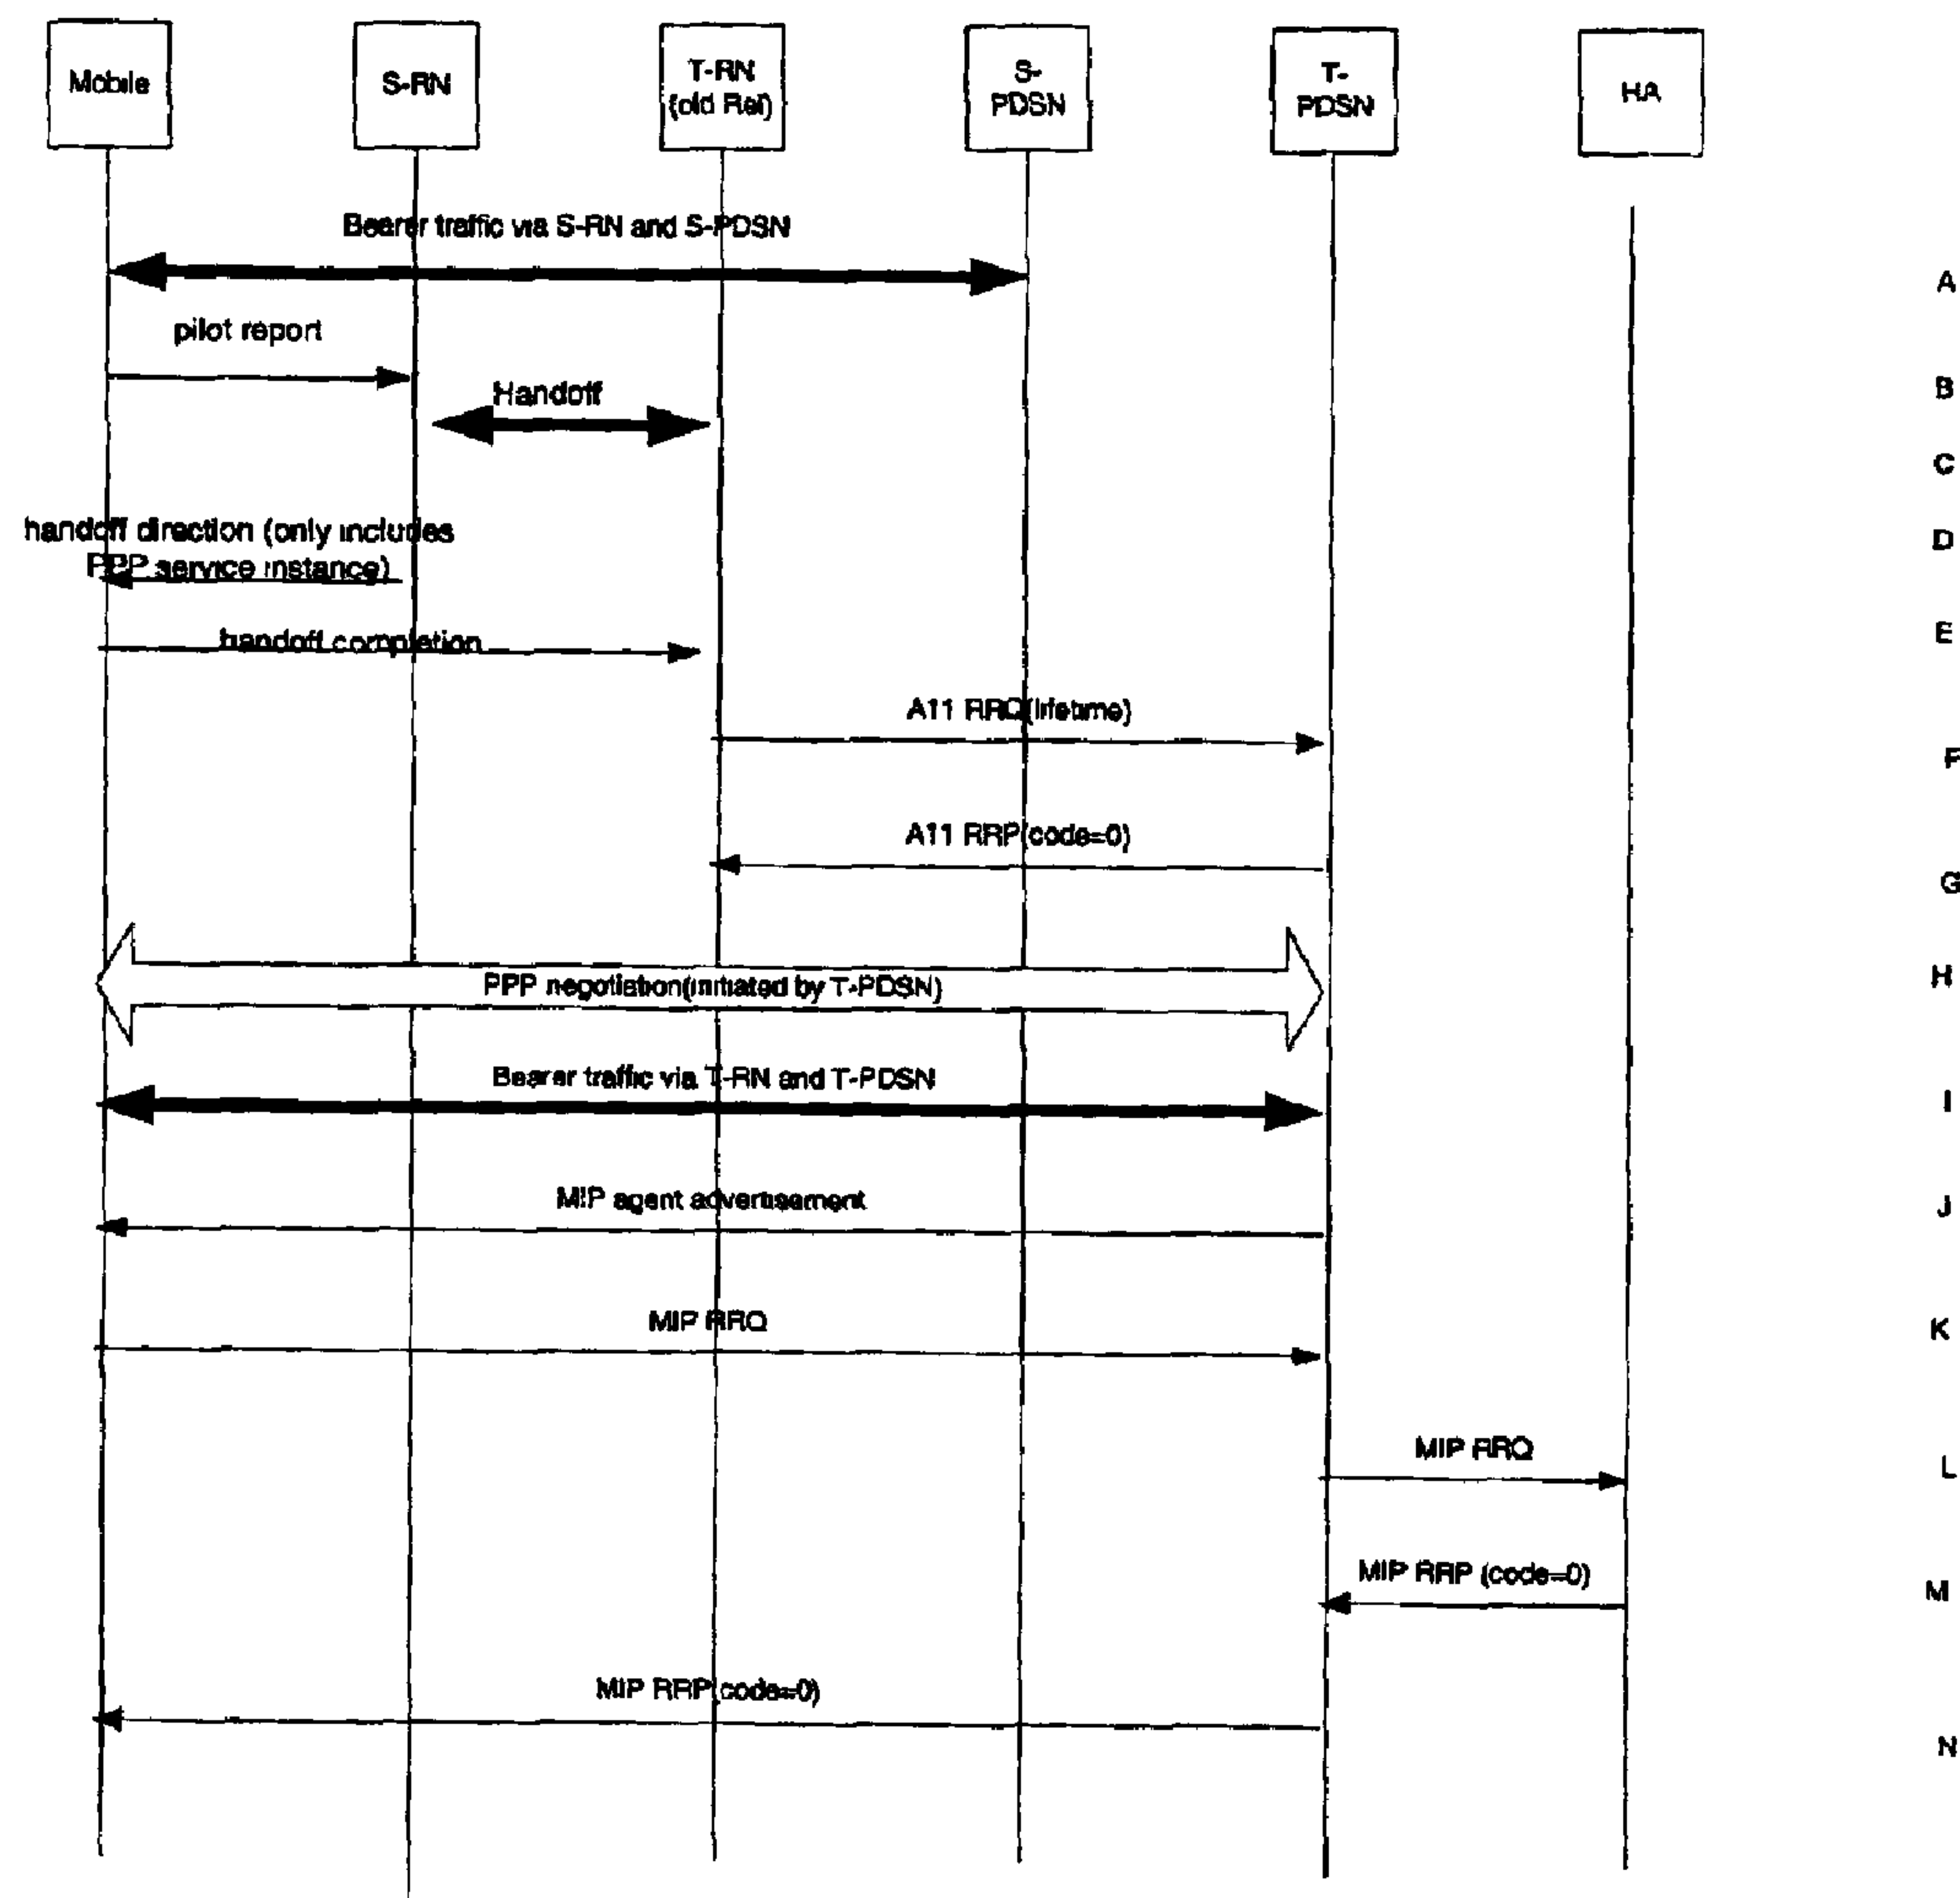 Mobile
S-RN
T-RN
(old Rel)
S-
PDSN
T-
PDSN
HA
Bearer traffic via S-RN and S-PDSN
A
pilot report
B
Handoff
C
handoff direction (only includes
PPP service instance)
D
handoff completion
E
A11 RRQ(lifetime)
F
A11 RRP(code=0)
G
PPP negotiation(initiated by T-PDSN)
H
Bearer traffic via T-RN and T-PDSN
I
MIP agent advertisement
J
MIP RRQ
K
MIP RRQ
L
MIP RRP (code=0)
M
MIP RRP(code=0)
N